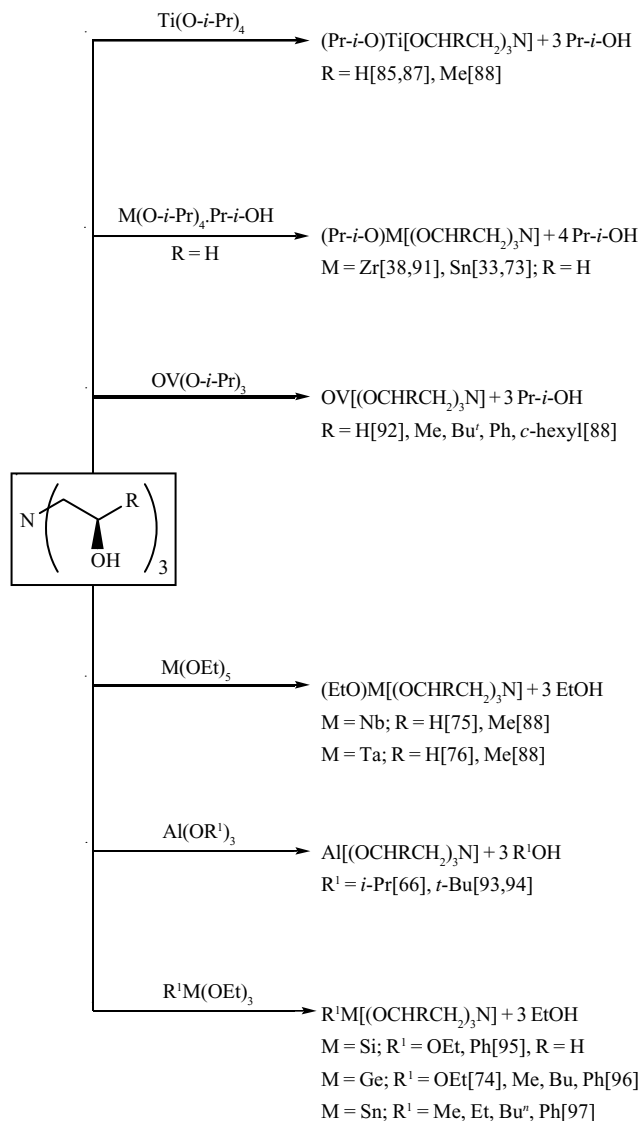 Ti(O-i-Pr)₄
(Pr-i-O)Ti[OCHRCH₂)₃N] + 3 Pr-i-OH
R = H[85,87], Me[88]
M(O-i-Pr)₄.Pr-i-OH
R = H
(Pr-i-O)M[(OCHRCH₂)₃N] + 4 Pr-i-OH
M = Zr[38,91], Sn[33,73]; R = H
OV(O-i-Pr)₃
OV[(OCHRCH₂)₃N] + 3 Pr-i-OH
R = H[92], Me, Buᵗ, Ph, c-hexyl[88]
N
R
OH
3
M(OEt)₅
(EtO)M[(OCHRCH₂)₃N] + 3 EtOH
M = Nb; R = H[75], Me[88]
M = Ta; R = H[76], Me[88]
Al(OR¹)₃
Al[(OCHRCH₂)₃N] + 3 R¹OH
R¹ = i-Pr[66], t-Bu[93,94]
R¹M(OEt)₃
R¹M[(OCHRCH₂)₃N] + 3 EtOH
M = Si; R¹ = OEt, Ph[95], R = H
M = Ge; R¹ = OEt[74], Me, Bu, Ph[96]
M = Sn; R¹ = Me, Et, Buⁿ, Ph[97]